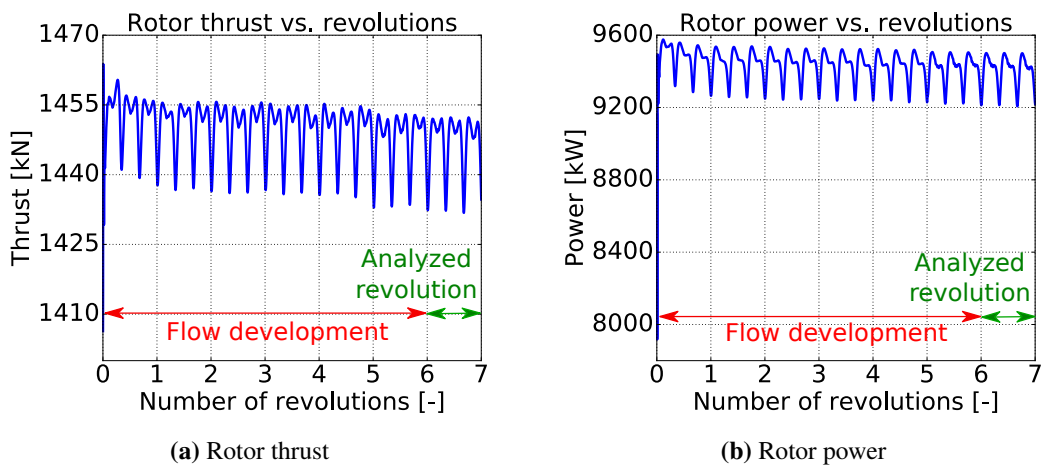 Rotor thrust vs. revolutions
1470
1455
1440
1425
1410
Thrust [kN]
Analyzed
revolution
Flow development
0 1 2 3 4 5 6 7
Number of revolutions [-]
(a) Rotor thrust
Rotor power vs. revolutions
9600
9200
8800
8400
8000
Power [kW]
Analyzed
revolution
Flow development
0 1 2 3 4 5 6 7
Number of revolutions [-]
(b) Rotor power